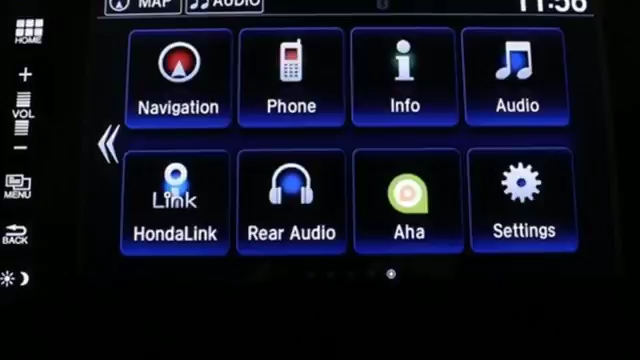 MAP
AUDIO
11:56
HOME
VOL
MENU
BACK
Navigation
Phone
Info
Audio
Link
HondaLink
Rear Audio
Aha
Settings